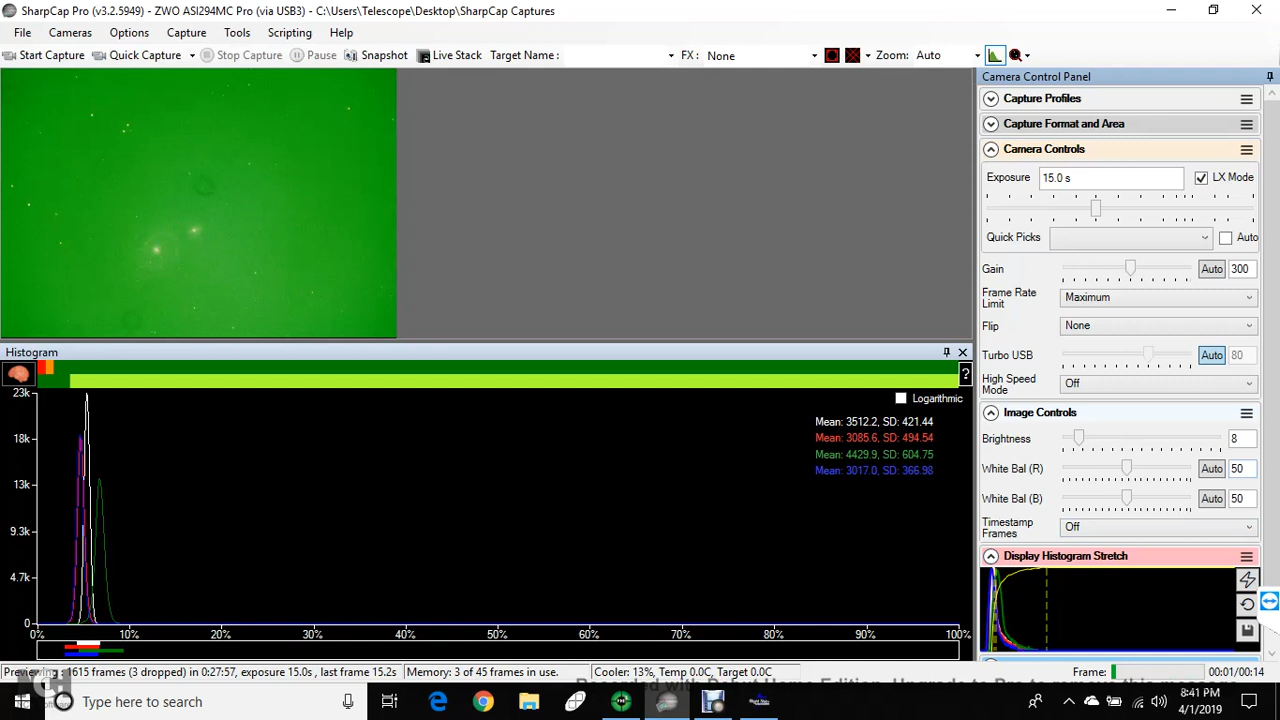 SharpCap Pro (v3.2.5949) - ZWO ASI294MC Pro (via USB3) - C:\Users\Telescope\Desktop\SharpCap Captures
File Cameras Options Capture Tools Scripting Help
Start Capture Quick Capture Stop Capture Pause Snapshot Live Stack Target Name : FX : None Zoom: Auto
Camera Control Panel
Capture Profiles
Capture Format and Area
Camera Controls
Exposure 15.0 s LX Mode
Quick Picks Auto
Gain Auto 300
Frame Rate Limit Maximum
Flip None
Turbo USB Auto 80
High Speed Mode Off
Image Controls
Brightness 8
White Bal (R) Auto 50
White Bal (B) Auto 50
Timestamp Frames Off
Display Histogram Stretch
Histogram
?
Logarithmic
Mean: 3512.2, SD: 421.44
Mean: 3085.6, SD: 494.54
Mean: 4429.9, SD: 604.75
Mean: 3017.0, SD: 366.98
23k
18k
13k
9.3k
4.7k
0
0% 10% 20% 30% 40% 50% 60% 70% 80% 90% 100%
Previewing : 1615 frames (3 dropped) in 0:27:57, exposure 15.0s , last frame 15.2s Memory: 3 of 45 frames in use. Cooler: 13%, Temp 0.0C, Target 0.0C Frame: 00:01/00:14
Type here to search
8:41 PM
4/1/2019